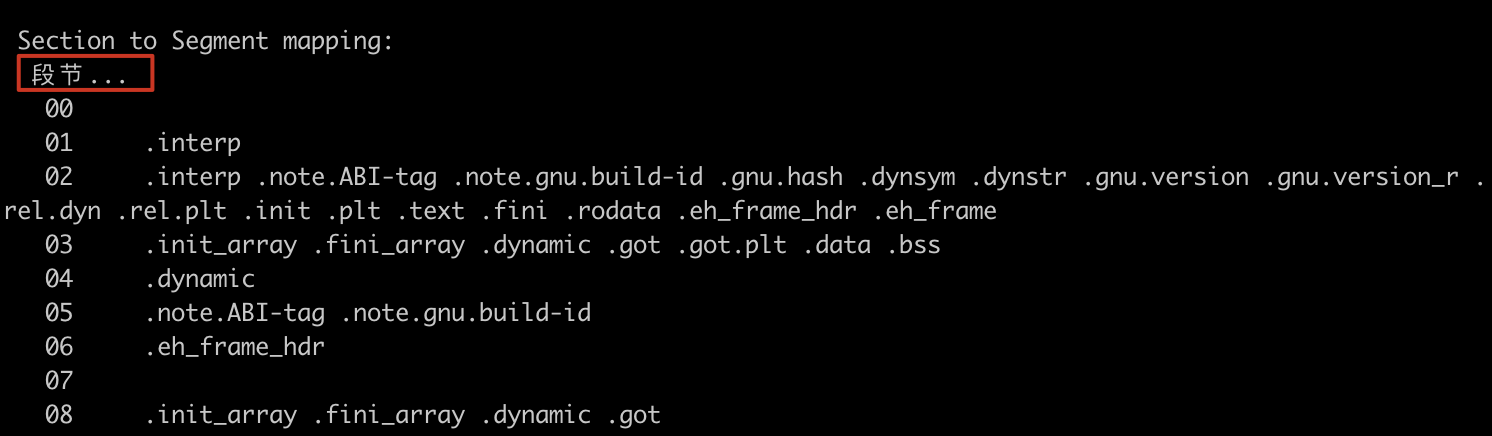 Section to Segment mapping:
段节...
00
01 .interp
02 .interp .note.ABI-tag .note.gnu.build-id .gnu.hash .dynsym .dynstr .gnu.version .gnu.version_r .
rel.dyn .rel.plt .init .plt .text .fini .rodata .eh_frame_hdr .eh_frame
03 .init_array .fini_array .dynamic .got .got.plt .data .bss
04 .dynamic
05 .note.ABI-tag .note.gnu.build-id
06 .eh_frame_hdr
07
08 .init_array .fini_array .dynamic .got